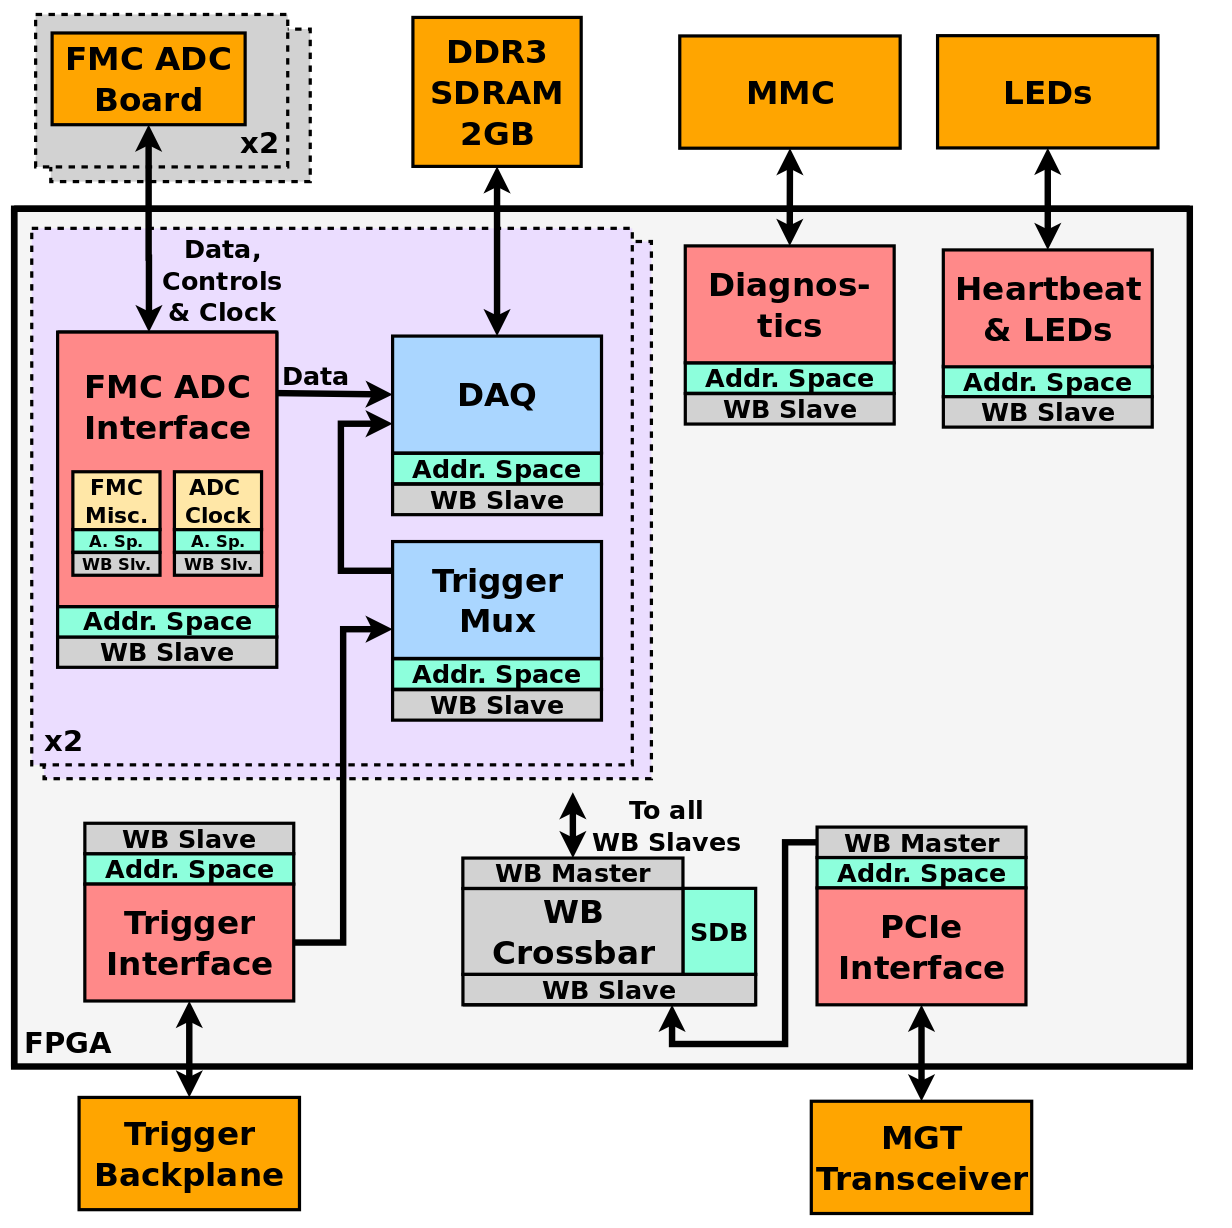 FMC ADC
Board
x2
DDR3
SDRAM
2GB
MMC
LEDs
Data,
Controls
& Clock
FMC ADC
Interface
FMC
Misc.
A. Sp.
WB Slv.
ADC
Clock
A. Sp.
WB Slv.
Addr. Space
WB Slave
Data
DAQ
Addr. Space
WB Slave
Trigger
Mux
Addr. Space
WB Slave
x2
Diagnos-
tics
Addr. Space
WB Slave
Heartbeat
& LEDs
Addr. Space
WB Slave
WB Slave
Addr. Space
Trigger
Interface
To all
WB Slaves
WB Master
WB
Crossbar
SDB
WB Slave
WB Master
Addr. Space
PCIe
Interface
FPGA
Trigger
Backplane
MGT
Transceiver